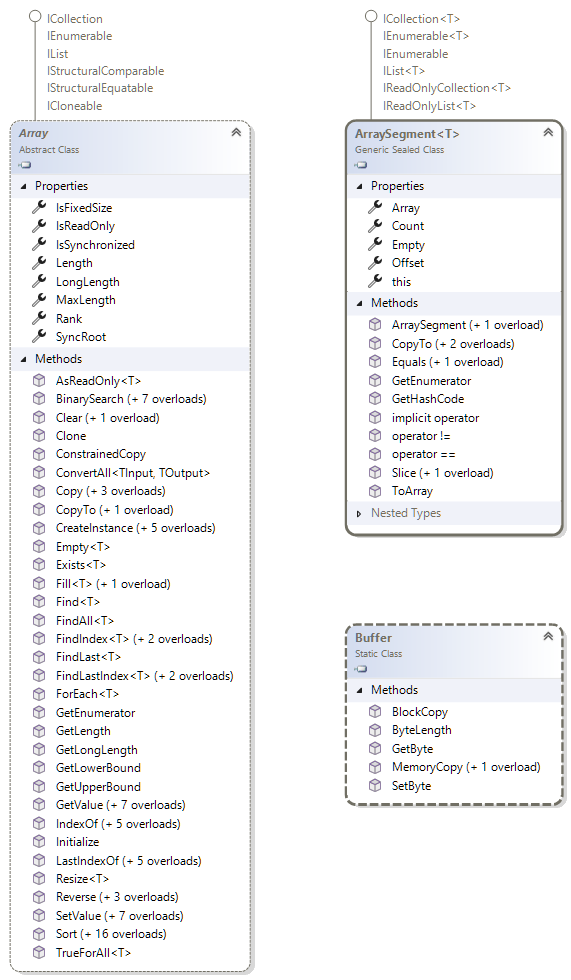 ICollection
IEnumerable
IList
IStructuralComparable
IStructuralEquatable
ICloneable
Array
Abstract Class
Properties
IsFixedSize
IsReadOnly
IsSynchronized
Length
LongLength
MaxLength
Rank
SyncRoot
Methods
AsReadOnly<T>
BinarySearch (+ 7 overloads)
Clear (+ 1 overload)
Clone
ConstrainedCopy
ConvertAll<TInput, TOutput>
Copy (+ 3 overloads)
CopyTo (+ 1 overload)
CreateInstance (+ 5 overloads)
Empty<T>
Exists<T>
Fill<T> (+ 1 overload)
Find<T>
FindAll<T>
FindIndex<T> (+ 2 overloads)
FindLast<T>
FindLastIndex<T> (+ 2 overloads)
ForEach<T>
GetEnumerator
GetLength
GetLongLength
GetLowerBound
GetUpperBound
GetValue (+ 7 overloads)
IndexOf (+ 5 overloads)
Initialize
LastIndexOf (+ 5 overloads)
Resize<T>
Reverse (+ 3 overloads)
SetValue (+ 7 overloads)
Sort (+ 16 overloads)
TrueForAll<T>
ICollection<T>
IEnumerable<T>
IEnumerable
IList<T>
IReadOnlyCollection<T>
IReadOnlyList<T>
ArraySegment<T>
Generic Sealed Class
Properties
Array
Count
Empty
Offset
this
Methods
ArraySegment (+ 1 overload)
CopyTo (+ 2 overloads)
Equals (+ 1 overload)
GetEnumerator
GetHashCode
implicit operator
operator !=
operator ==
Slice (+ 1 overload)
ToArray
Nested Types
Buffer
Static Class
Methods
BlockCopy
ByteLength
GetByte
MemoryCopy (+ 1 overload)
SetByte